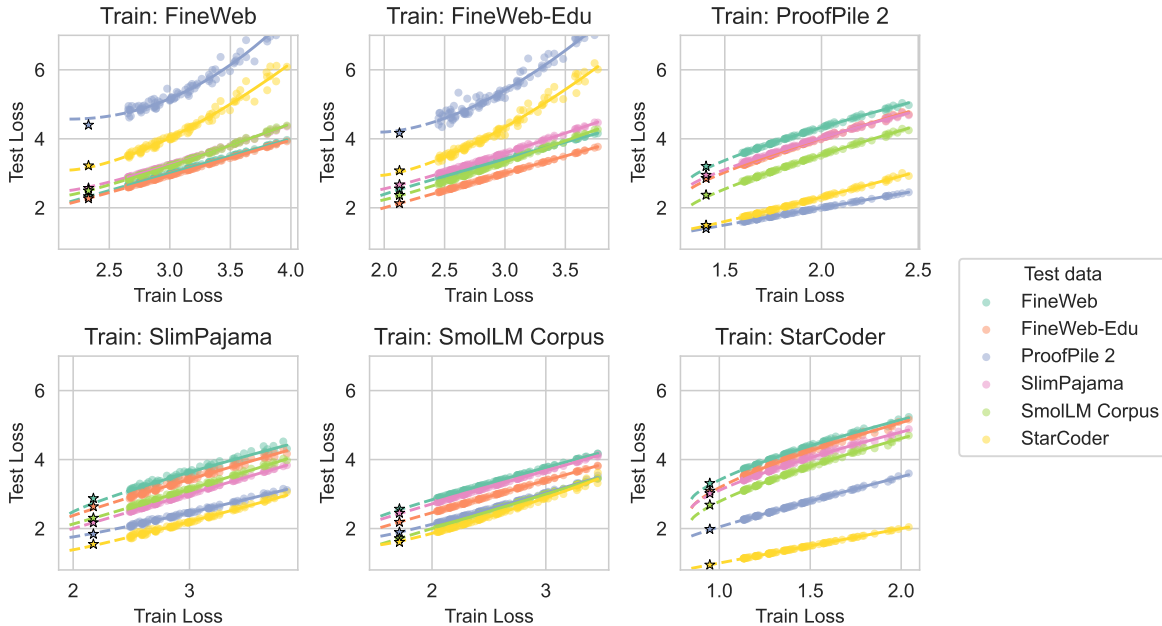 Train: FineWeb
Train: FineWeb-Edu
Train: ProofPile 2
Test Loss
6
4
2
2.5 3.0 3.5 4.0
Train Loss
Test Loss
6
4
2
2.0 2.5 3.0 3.5
Train Loss
Test Loss
6
4
2
1.5 2.0 2.5
Train Loss
Train: SlimPajama
Train: SmolLM Corpus
Train: StarCoder
Test Loss
6
4
2
2 3
Train Loss
Test Loss
6
4
2
2 3
Train Loss
Test Loss
6
4
2
1.0 1.5 2.0
Train Loss
Test data
FineWeb
FineWeb-Edu
ProofPile 2
SlimPajama
SmolLM Corpus
StarCoder